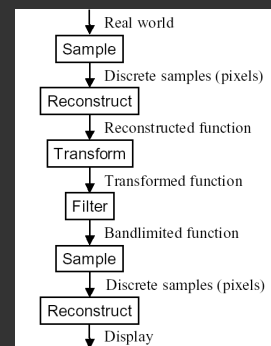 Real world
Sample
Discrete samples (pixels)
Reconstruct
Reconstructed function
Transform
Transformed function
Filter
Bandlimited function
Sample
Discrete samples (pixels)
Reconstruct
Display